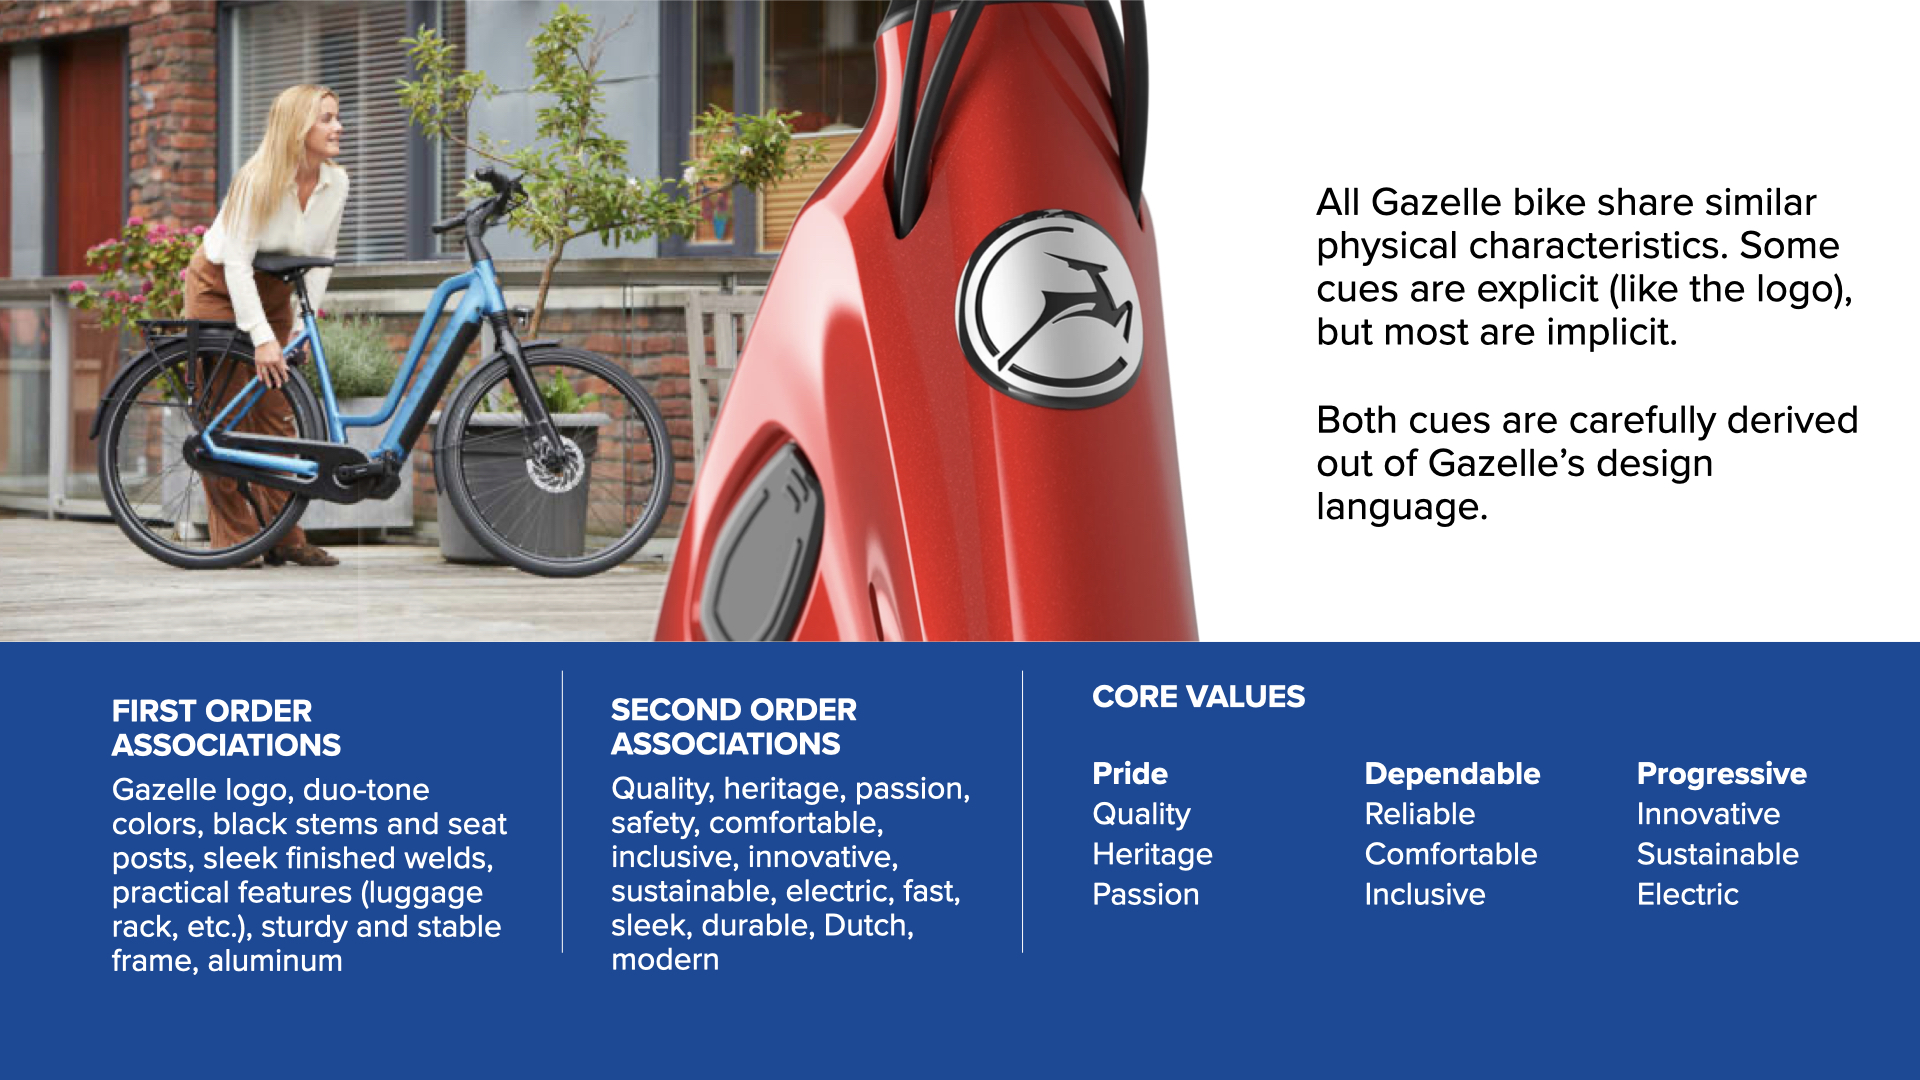 All Gazelle bike share similar
physical characteristics. Some
cues are explicit (like the logo),
but most are implicit.
Both cues are carefully derived
out of Gazelle’s design
language.
FIRST ORDER
ASSOCIATIONS
Gazelle logo, duo-tone
colors, black stems and seat
posts, sleek finished welds,
practical features (luggage
rack, etc.), sturdy and stable
frame, aluminum
SECOND ORDER
ASSOCIATIONS
Quality, heritage, passion,
safety, comfortable,
inclusive, innovative,
sustainable, electric, fast,
sleek, durable, Dutch,
modern
CORE VALUES
Pride
Quality
Heritage
Passion
Dependable
Reliable
Comfortable
Inclusive
Progressive
Innovative
Sustainable
Electric